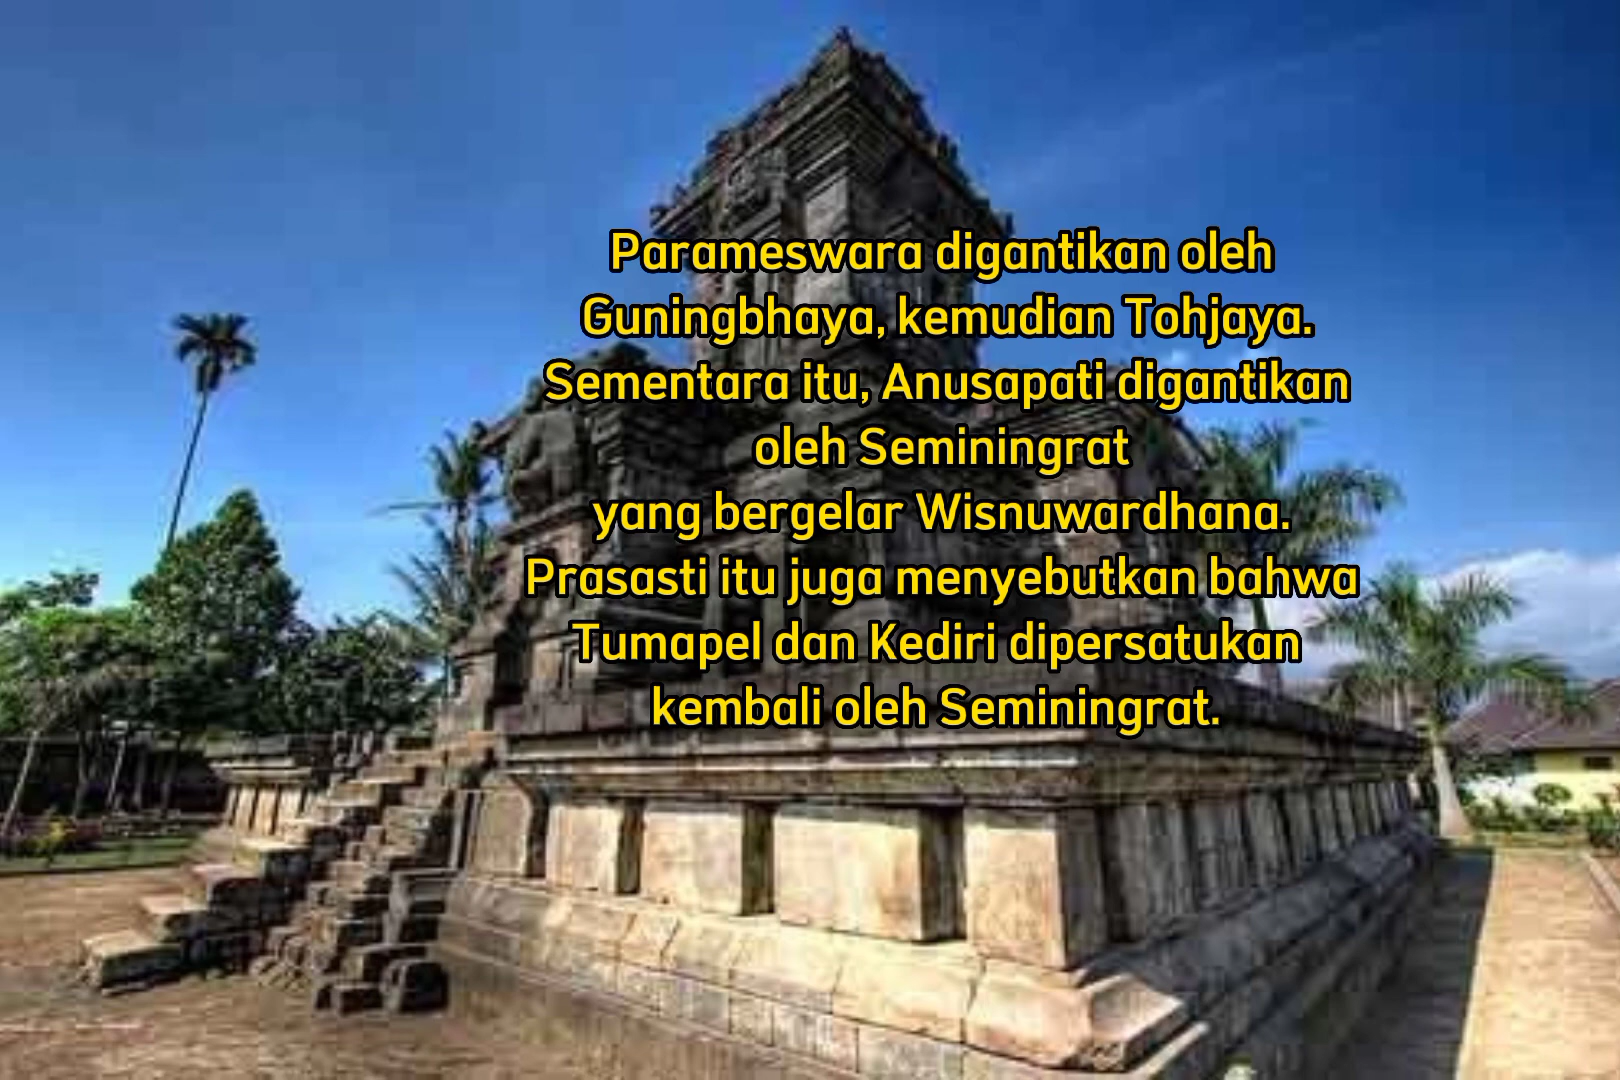 Parameswara digantikan oleh
Guningbhaya, kemudian Tohjaya.
Sementara itu, Anusapati digantikan
oleh Seminingrat
yang bergelar Wisnuwardhana.
Prasasti itu juga menyebutkan bahwa
Tumapel dan Kediri dipersatukan
kembali oleh Seminingrat.